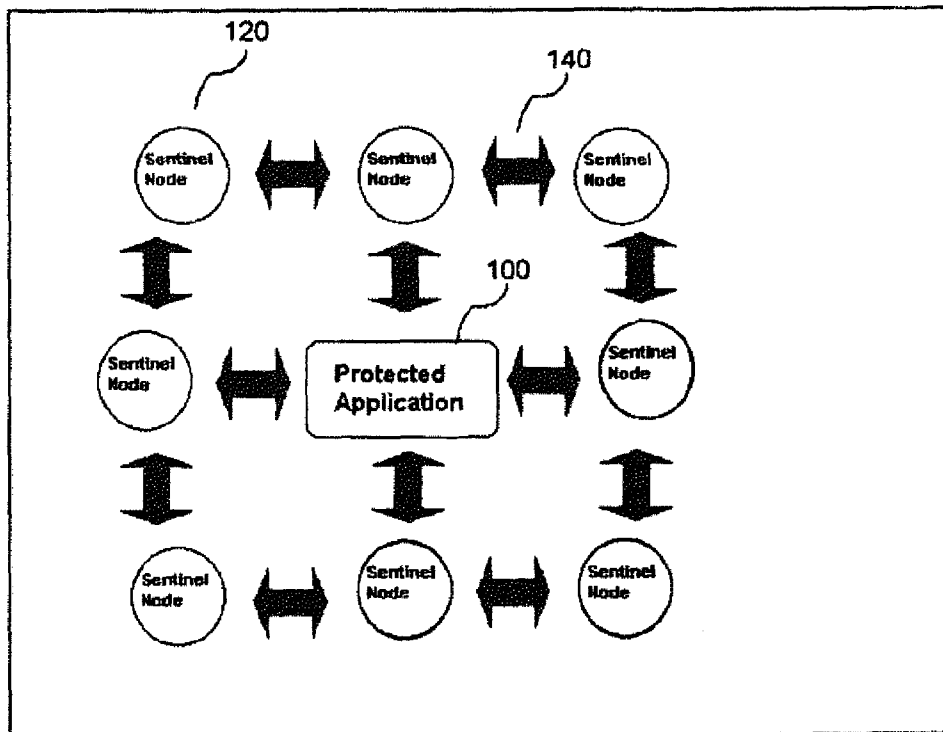 120
140
Sentinel
Node
Sentinel
Node
Sentinel
Node
100
Sentinel
Node
Protected
Application
Sentinel
Node
Sentinel
Node
Sentinel
Node
Sentinel
Node